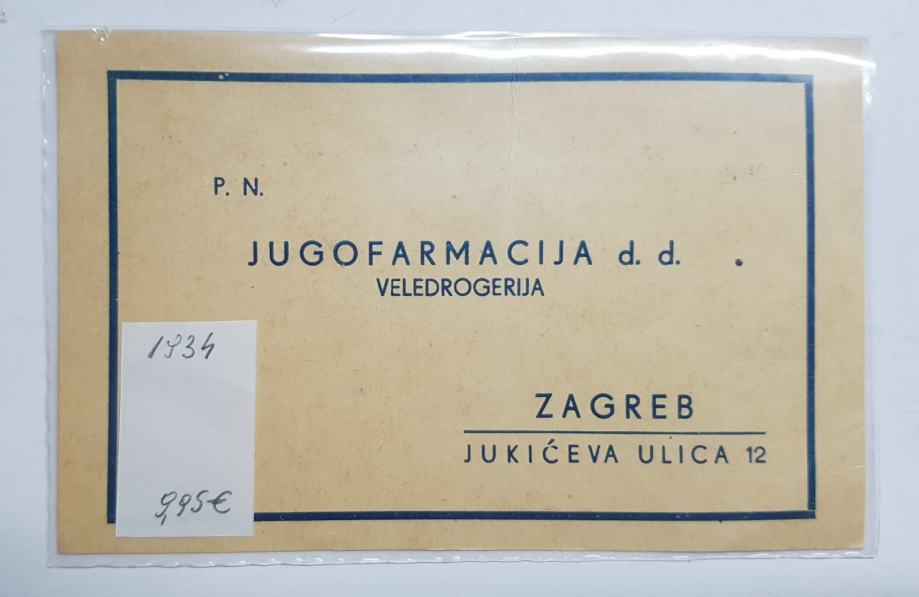 P. N.
JUGOFARMACIJA d. d.
VELEDROGERIJA
1934
ZAGREB
JUKIĆEVA ULICA 12
9,95€